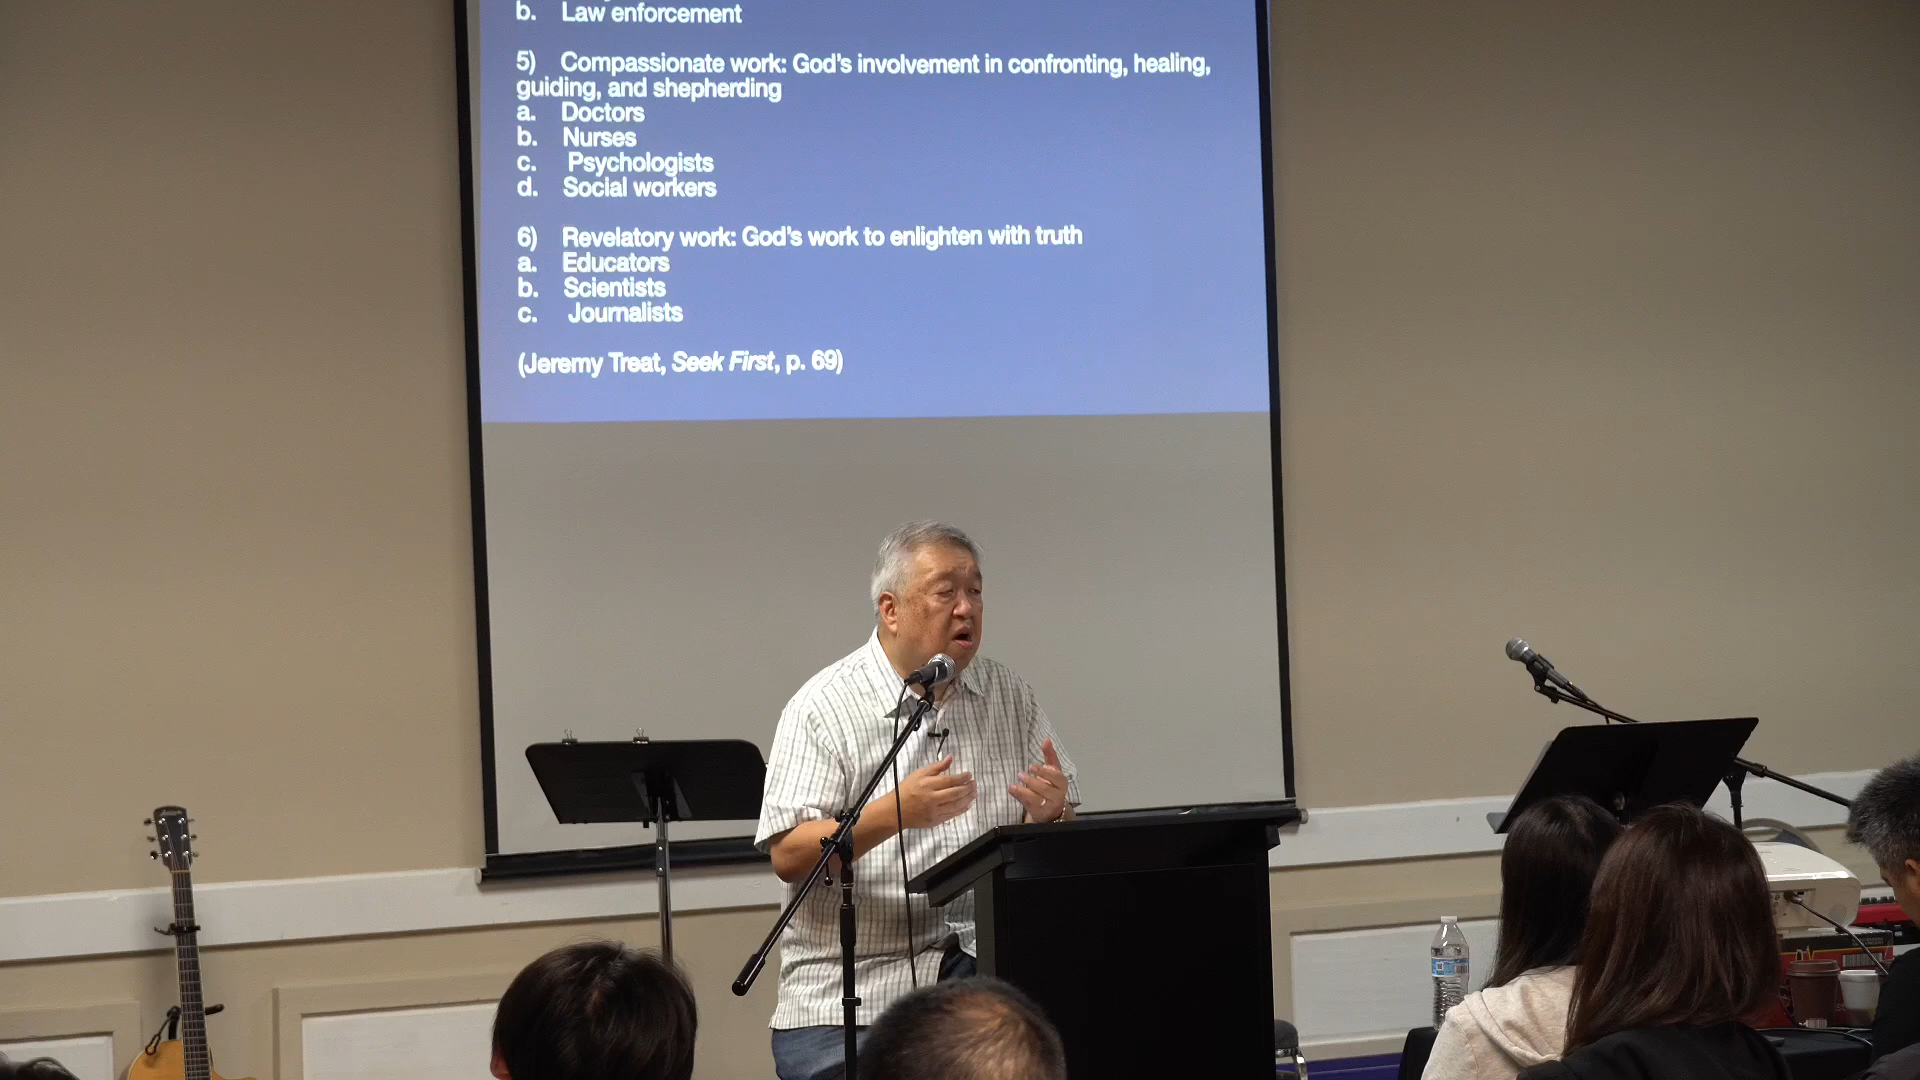 b. Law enforcement
5) Compassionate work: God's involvement in confronting, healing,
guiding, and shepherding
a. Doctors
b. Nurses
c. Psychologists
d. Social workers
6) Revelatory work: God's work to enlighten with truth
a. Educators
b. Scientists
c. Journalists
(Jeremy Treat, Seek First, p. 69)